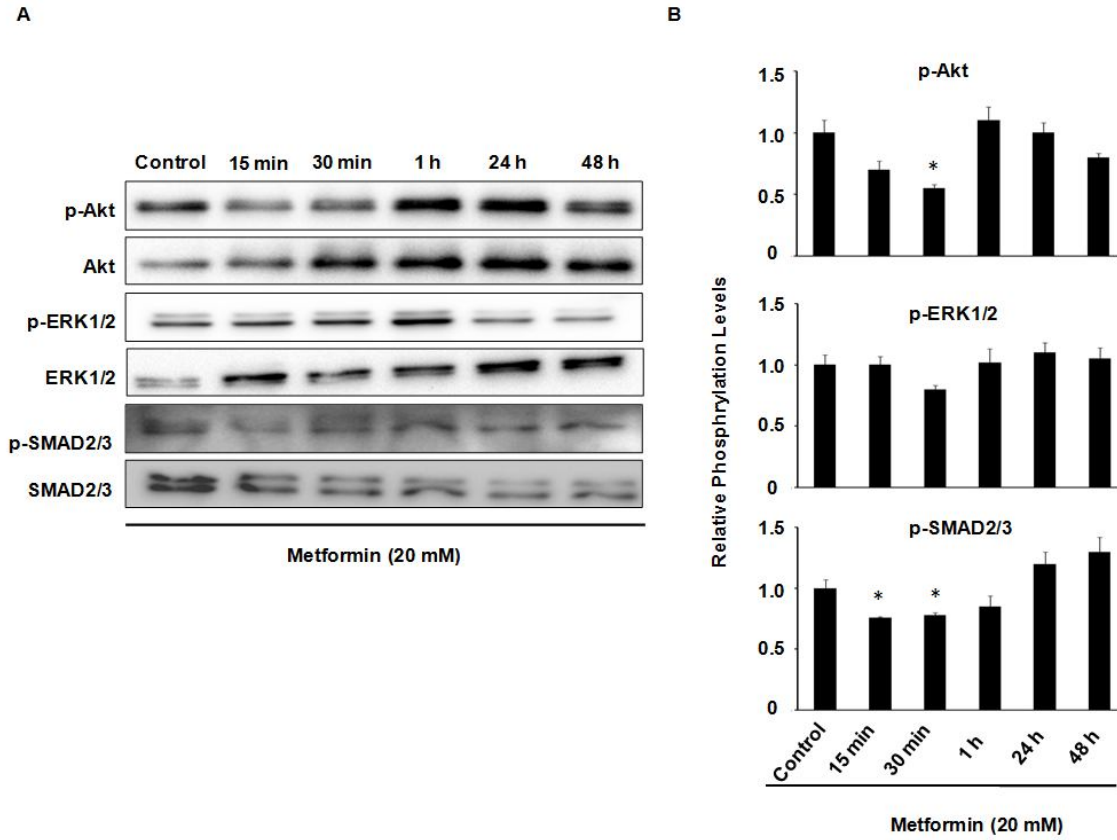 A
Control 15 min 30 min 1 h 24 h 48 h
p-Akt
Akt
p-ERK1/2
ERK1/2
p-SMAD2/3
SMAD2/3
Metformin (20 mM)
B
Relative Phosphrylation Levels
p-Akt
1.5
1.0
*
0.5
0
p-ERK1/2
1.5
1.0
0.5
0
p-SMAD2/3
1.5
1.0
* *
0.5
0
Control 15 min 30 min 1 h 24 h 48 h
Metformin (20 mM)